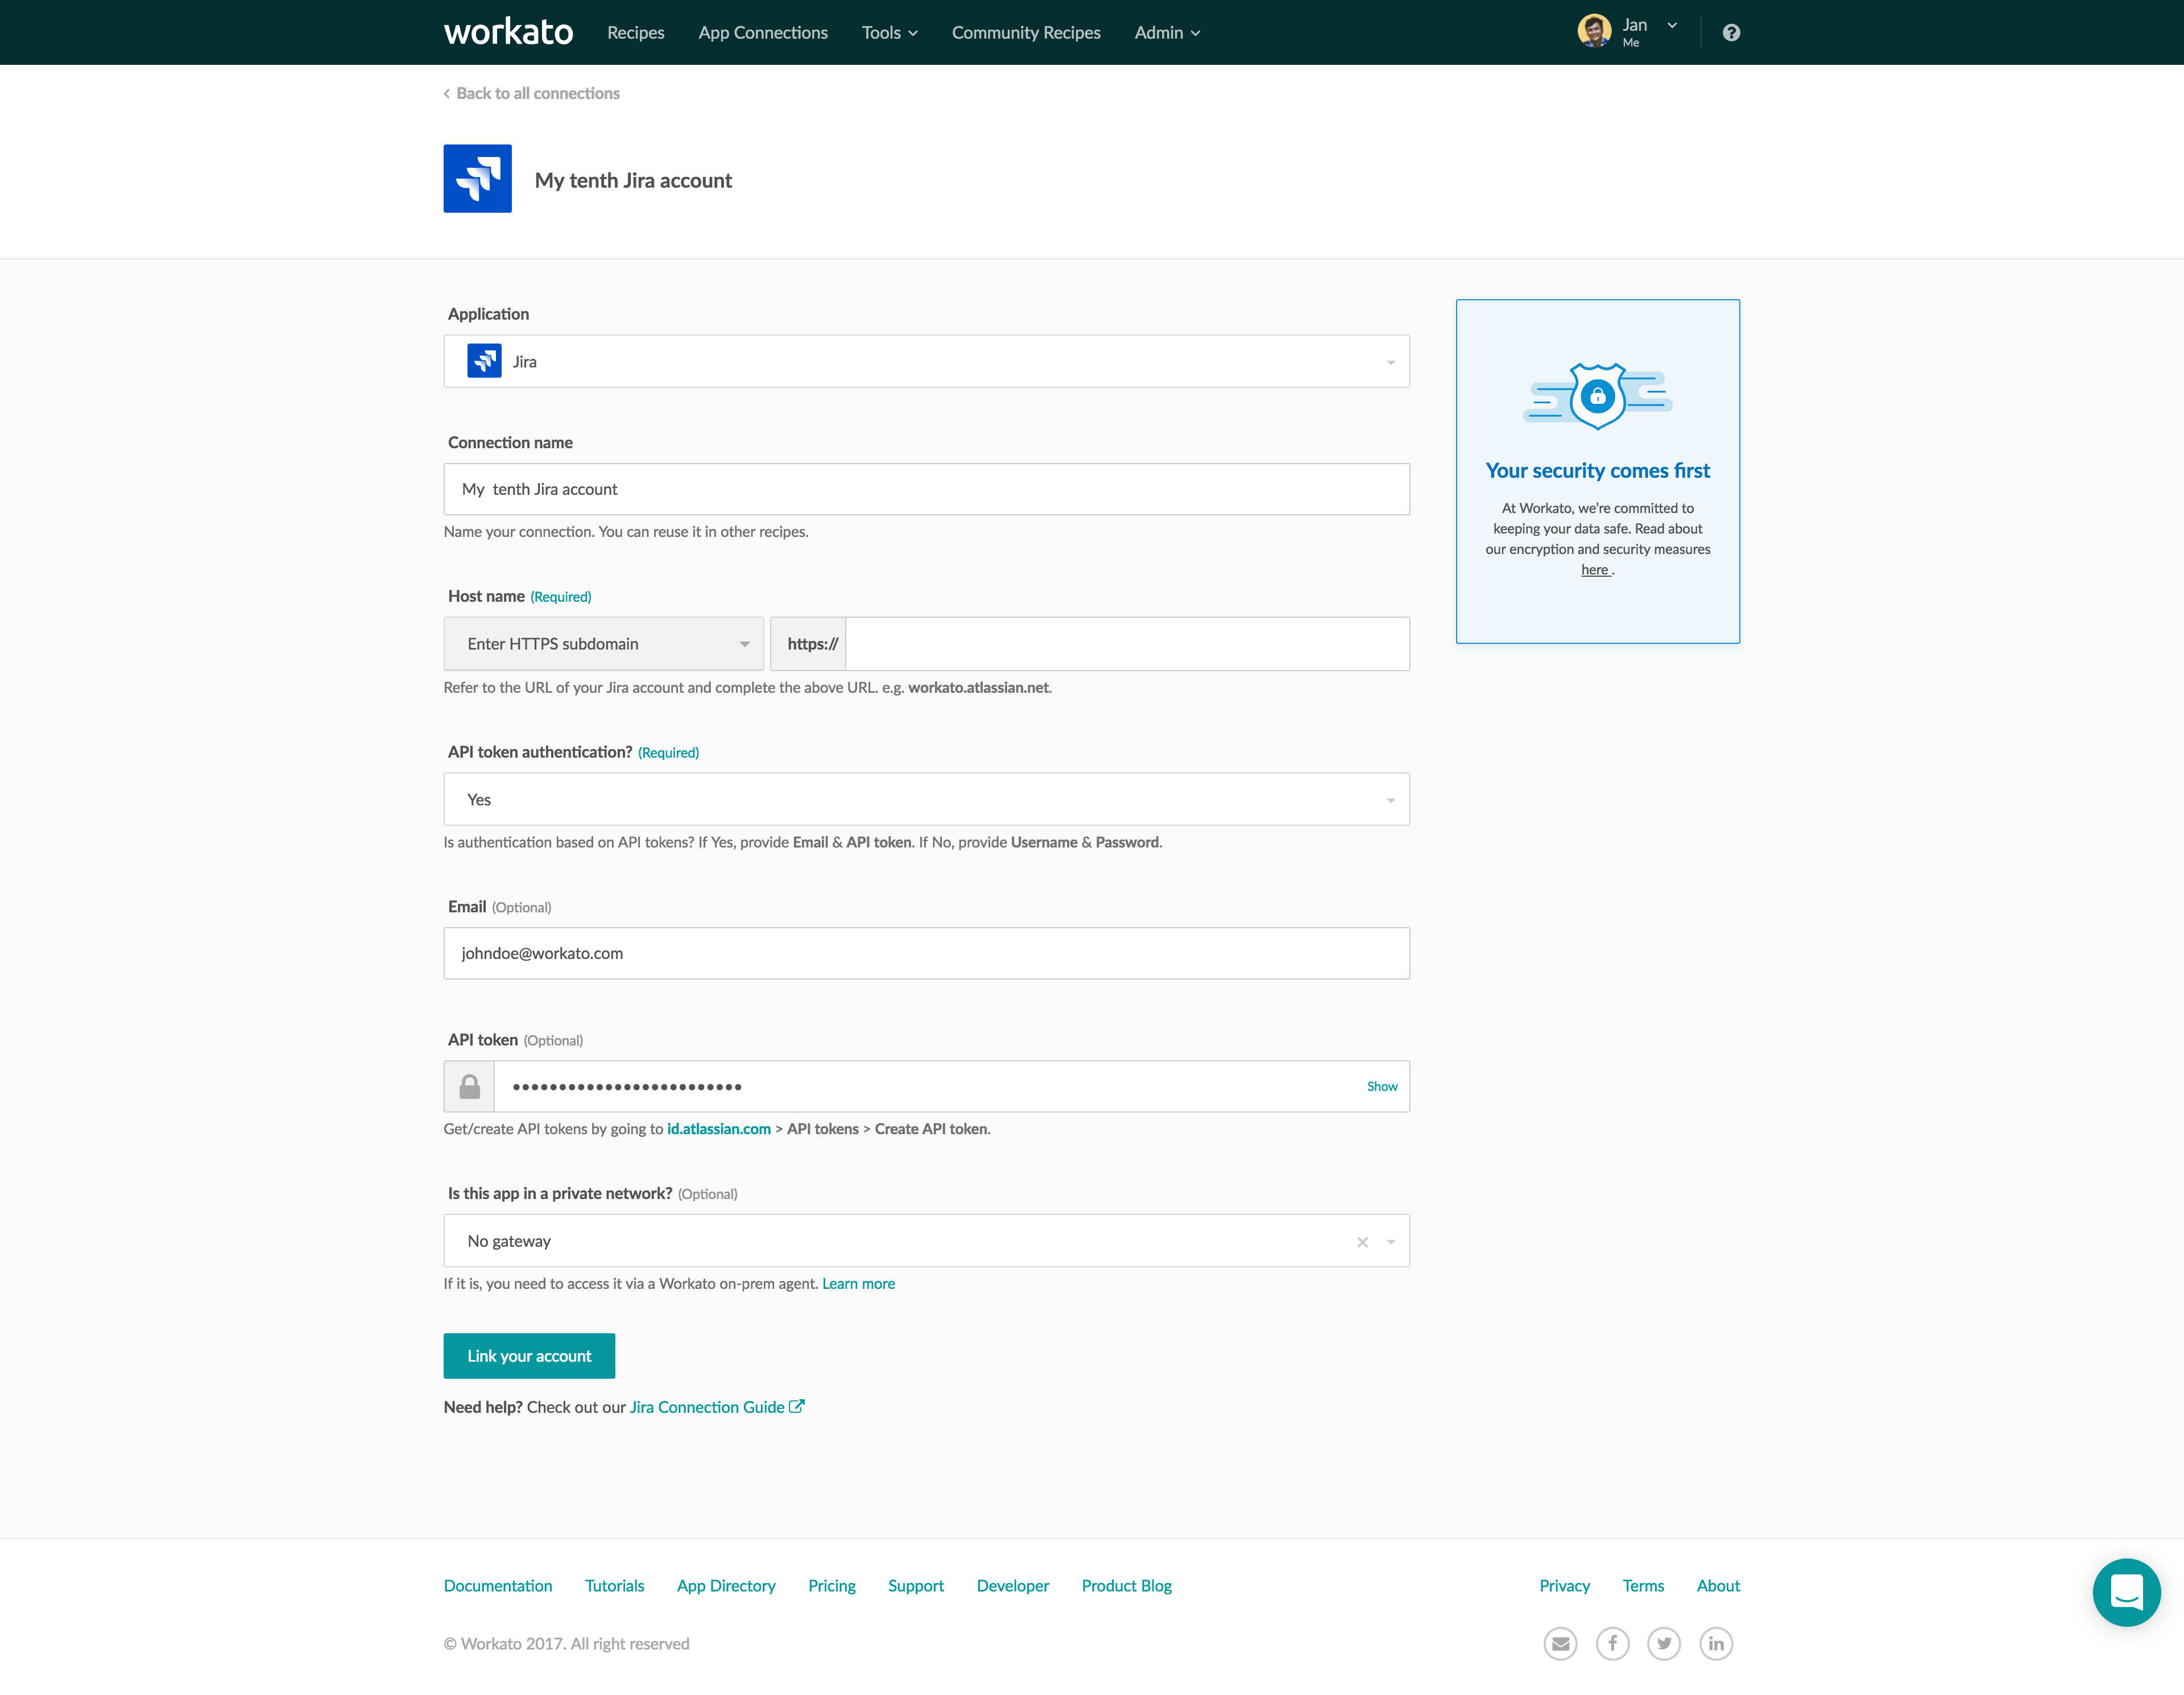 workato Recipes App Connections Tools Community Recipes Admin Jan
Me
Back to all connections
My tenth Jira account
Application
Jira
Connection name
My  tenth Jira account
Name your connection. You can reuse it in other recipes.
Host name (Required)
Enter HTTPS subdomain https://
Refer to the URL of your Jira account and complete the above URL. e.g. workato.atlassian.net.
API token authentication? (Required)
Yes
Is authentication based on API tokens? If Yes, provide Email & API token. If No, provide Username & Password.
Email (Optional)
johndoe@workato.com
API token (Optional)
••••••••••••••••••••••••• Show
Get/create API tokens by going to id.atlassian.com > API tokens > Create API token.
Is this app in a private network? (Optional)
No gateway
If it is, you need to access it via a Workato on-prem agent. Learn more
Link your account
Need help? Check out our Jira Connection Guide
Your security comes first
At Workato, we're committed to
keeping your data safe. Read about
our encryption and security measures
here .
Documentation Tutorials App Directory Pricing Support Developer Product Blog Privacy Terms About
© Workato 2017. All right reserved